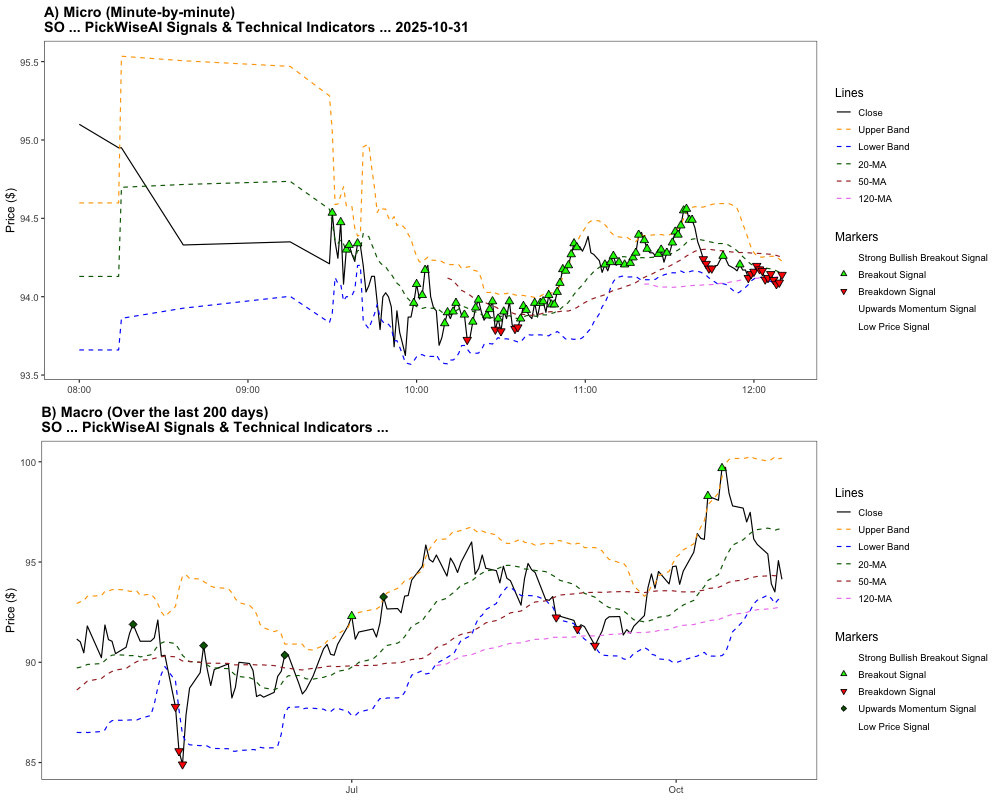 A) Micro (Minute-by-minute)
SO ... PickWiseAI Signals & Technical Indicators ... 2025-10-31
Price ($)
95.5
95.0
94.5
94.0
93.5
08:00
09:00
10:00
11:00
12:00
Lines
Close
Upper Band
Lower Band
20-MA
50-MA
120-MA
Markers
Strong Bullish Breakout Signal
Breakout Signal
Breakdown Signal
Upwards Momentum Signal
Low Price Signal
B) Macro (Over the last 200 days)
SO ... PickWiseAI Signals & Technical Indicators ...
Price ($)
100
95
90
85
Jul
Oct
Lines
Close
Upper Band
Lower Band
20-MA
50-MA
120-MA
Markers
Strong Bullish Breakout Signal
Breakout Signal
Breakdown Signal
Upwards Momentum Signal
Low Price Signal